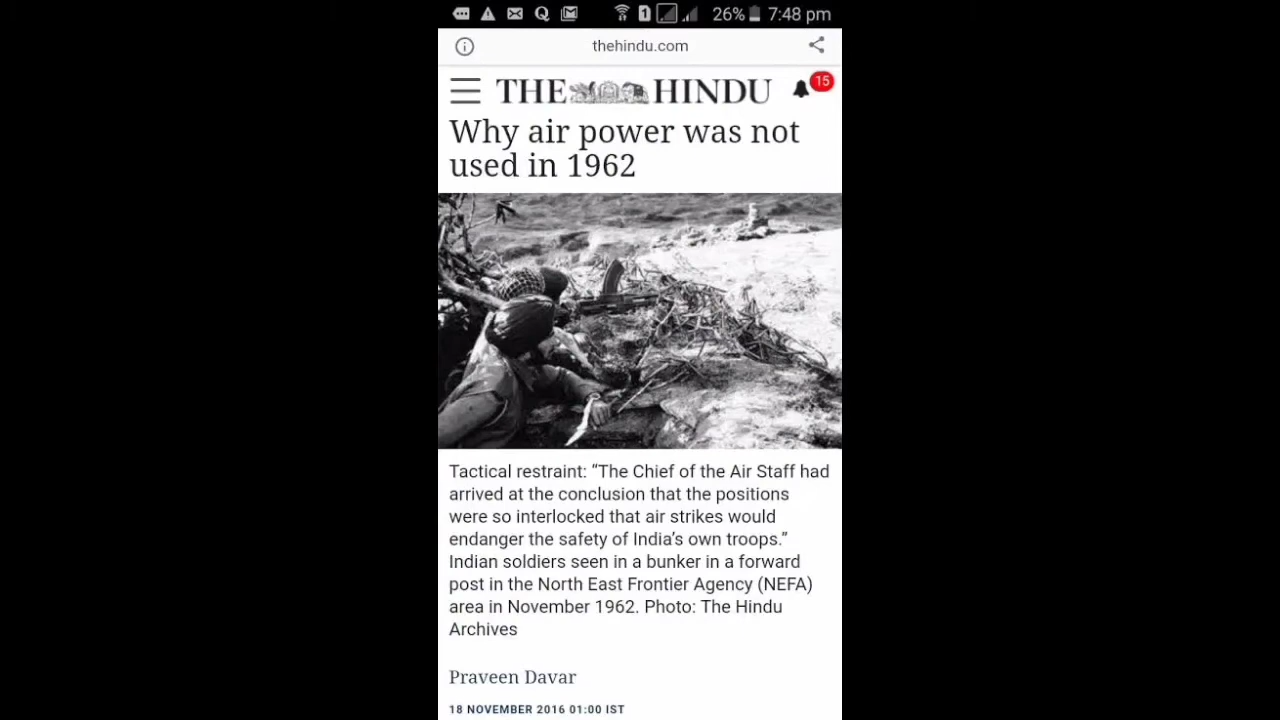 26% 7:48 pm
thehindu.com
THE HINDU
15
Why air power was not
used in 1962
Tactical restraint: “The Chief of the Air Staff had
arrived at the conclusion that the positions
were so interlocked that air strikes would
endanger the safety of India’s own troops.”
Indian soldiers seen in a bunker in a forward
post in the North East Frontier Agency (NEFA)
area in November 1962. Photo: The Hindu
Archives
Praveen Davar
18 NOVEMBER 2016 01:00 IST